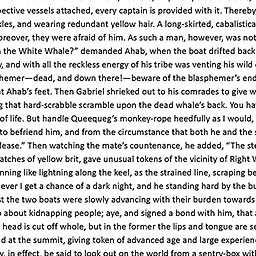 pective vessels attached, every captain is provided with it. Thereby
kles, and wearing redundant yellow hair. A long-skirted, cabalistica
oreover, they were afraid of him. As such a man, however, was not
the White Whale?" demanded Ahab, when the boat drifted back
y, and with all the reckless energy of his tribe was venting his wild
hemer—dead, and down there!—beware of the blasphemer's end
t Ahab's feet. Then Gabriel shrieked out to his comrades to give w
g that hard-scrabble scramble upon the dead whale's back. You ha
of life. But handle Queequeg's monkey-rope heedfully as I would,
to befriend him, and from the circumstance that both he and the s
lease." Then watching the mate's countenance, he added, "The ste
atches of yellow brit, gave unusual tokens of the vicinity of Right W
nning like lightning along the keel, as the strained line, scraping be
ever I get a chance of a dark night, and he standing hard by the bu
st the two boats were slowly advancing with their burden towards
o about kidnapping people; aye, and signed a bond with him, that
head is cut off whole, but in the former the lips and tongue are se
d at the summit, giving token of advanced age and large experienc
y, in effect, be said to look out on the world from a sentry-box with